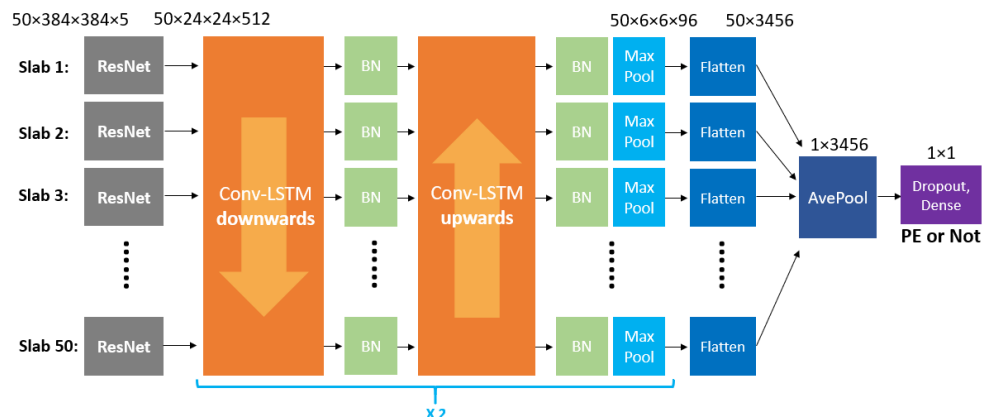 50×384×384×5 50×24×24×512 50×6×6×96 50×3456
Slab 1: ResNet BN BN Max Pool Flatten
Slab 2: ResNet BN BN Max Pool Flatten
1×3456 1×1
Slab 3: ResNet Conv-LSTM downwards BN Conv-LSTM upwards BN Max Pool Flatten AvePool Dropout, Dense
PE or Not
Slab 50: ResNet BN BN Max Pool Flatten
X 2